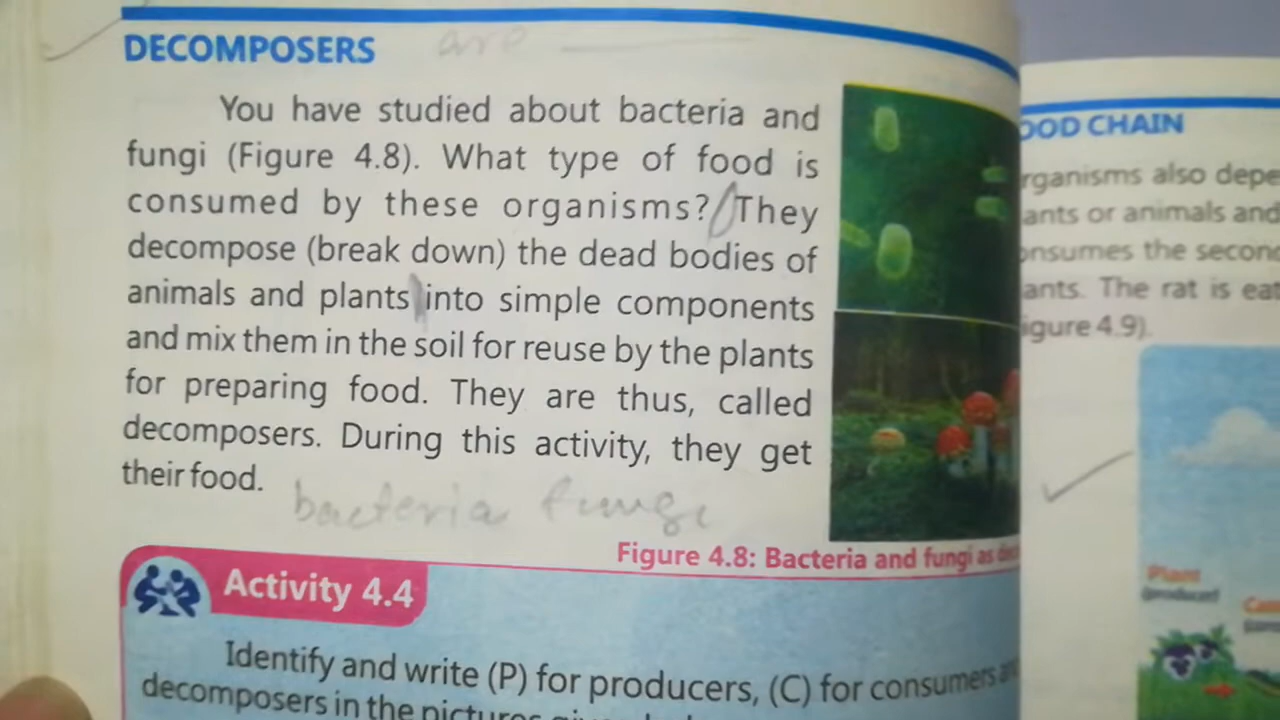 DECOMPOSERS are
You have studied about bacteria and
fungi (Figure 4.8). What type of food is
consumed by these organisms? They
decompose (break down) the dead bodies of
animals and plants into simple components
and mix them in the soil for reuse by the plants
for preparing food. They are thus, called
decomposers. During this activity, they get
their food.
bacteria fungi
Figure 4.8: Bacteria and fungi as
Activity 4.4
Identify and write (P) for producers, (C) for consumers
decomposers in the pictures
OOD CHAIN
rganisms also depe
ants or animals and
onsumes the second
ants. The rat is eat
igure 4.9).
Plant
(producer)